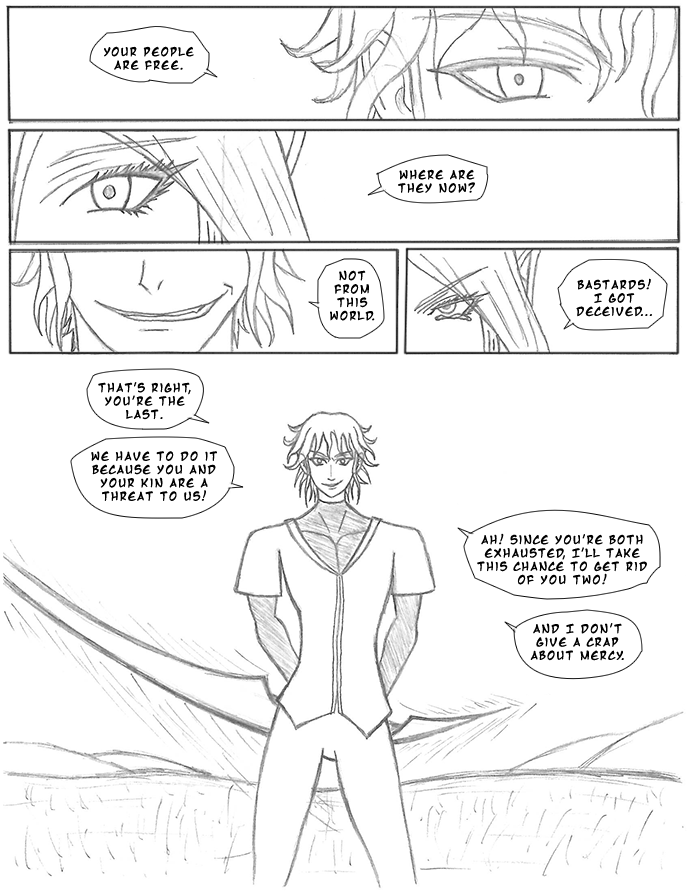 YOUR PEOPLE
ARE FREE.
WHERE ARE
THEY NOW?
NOT
FROM
THIS
WORLD.
BASTARDS!
I GOT
DECEIVED...
THAT'S RIGHT,
YOU'RE THE
LAST.
WE HAVE TO DO IT
BECAUSE YOU AND
YOUR KIN ARE A
THREAT TO US!
AH! SINCE YOU'RE BOTH
EXHAUSTED, I'LL TAKE
THIS CHANCE TO GET RID
OF YOU TWO!
AND I DON'T
GIVE A CRAP
ABOUT MERCY.